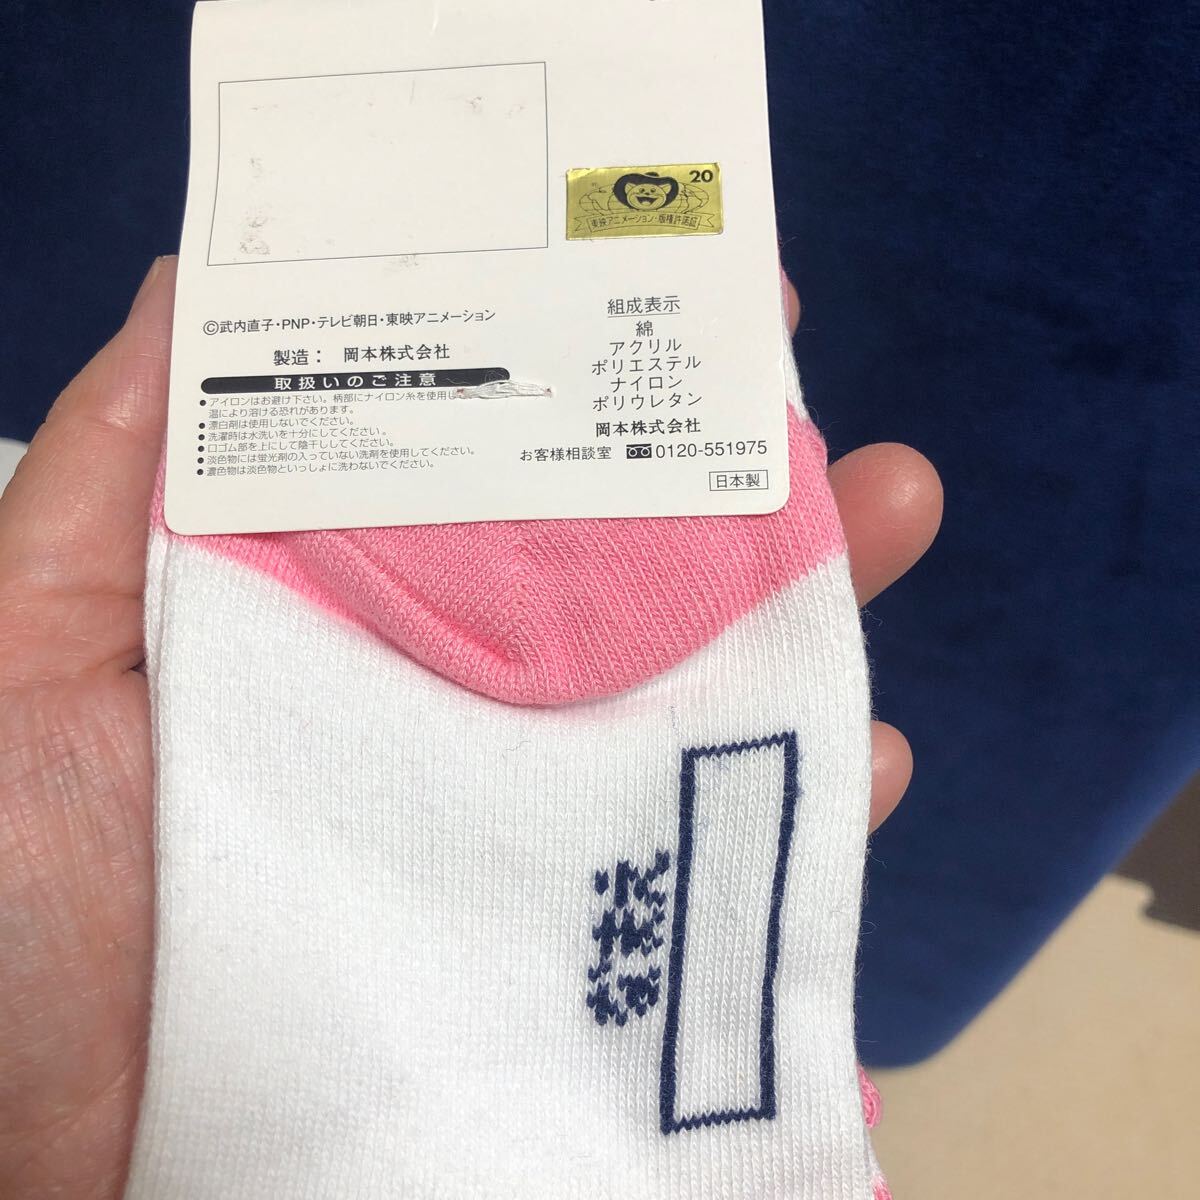 20
東映アニメーション・版権許諾証
©武内直子・PNP・テレビ朝日・東映アニメーション
製造: 岡本株式会社
取扱いのご注意
●アイロンはお避け下さい。柄部にナイロン糸を使用し
温により溶ける恐れがあります。
●漂白剤は使用しないでください。
●洗濯時は水洗いを十分にしてください。
●口ゴム部を上にして陰干ししてください。
●淡色物には蛍光剤の入っていない洗剤を使用してください。
●濃色物は淡色物といっしょに洗わないでください。
組成表示
綿
アクリル
ポリエステル
ナイロン
ポリウレタン
岡本株式会社
お客様相談室 0120-551975
日本製
なまえ